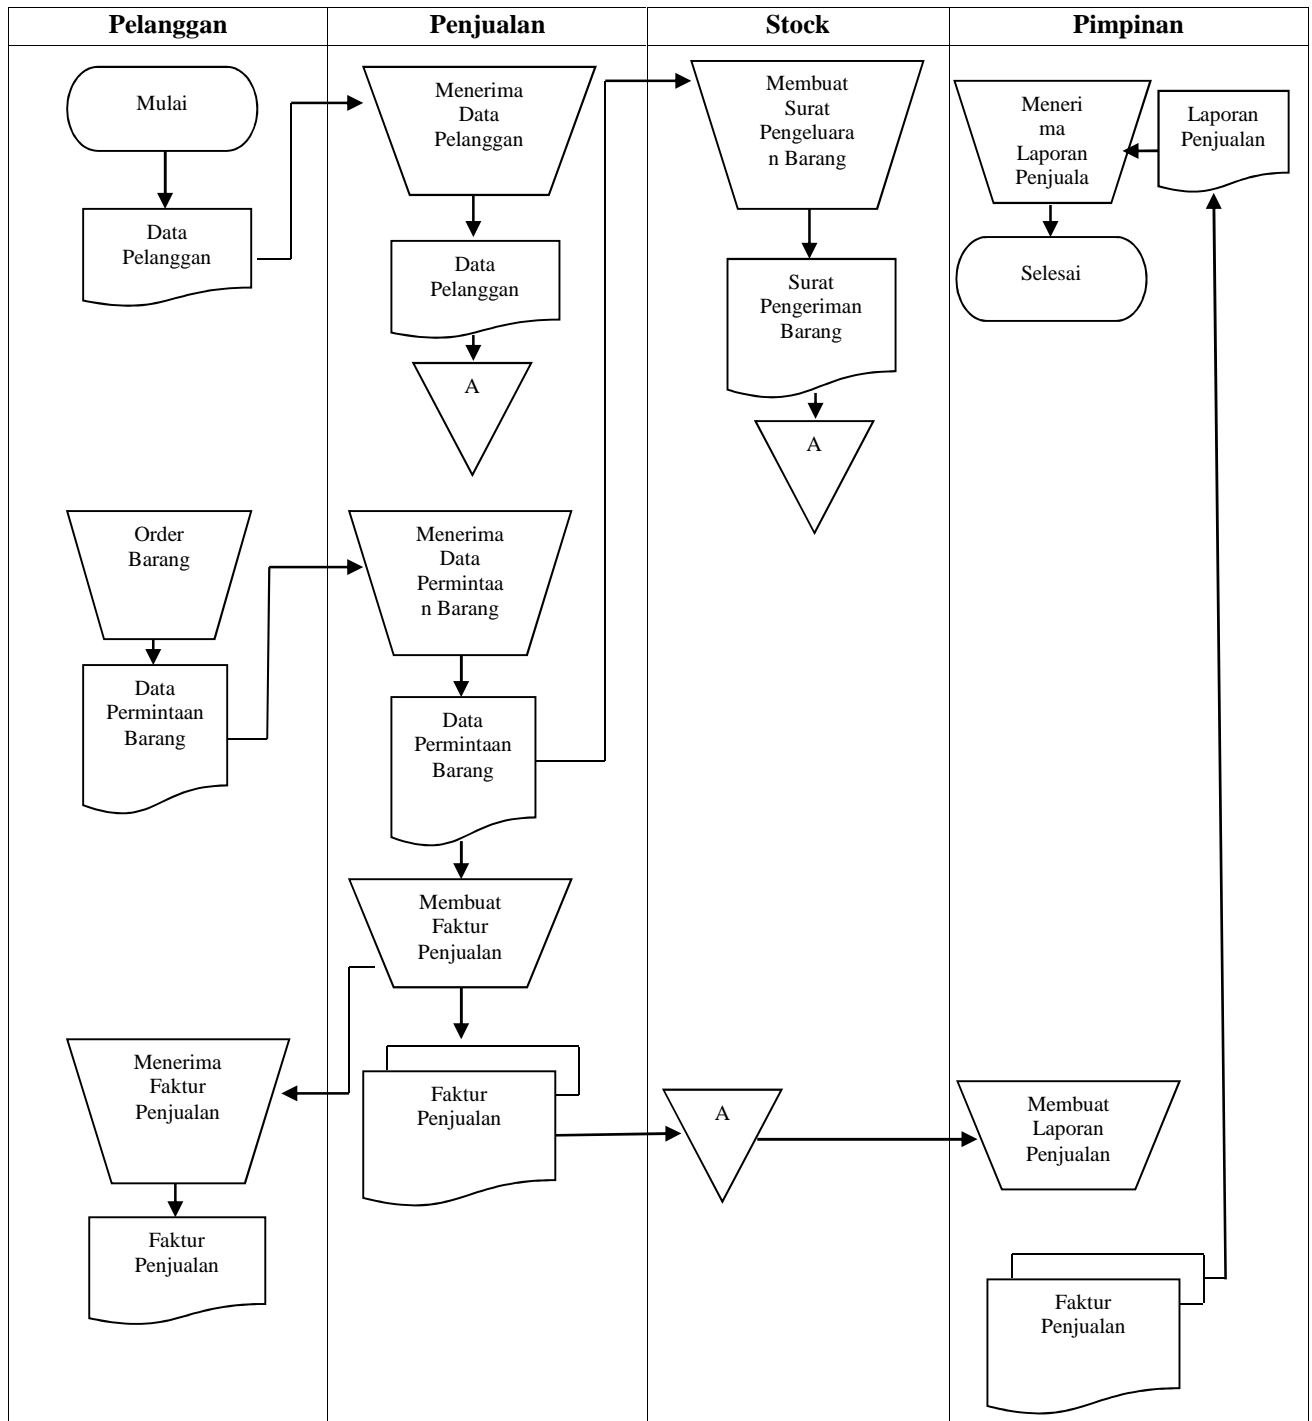 Pelanggan
Penjualan
Stock
Pimpinan
Mulai
Data
Pelanggan
Order
Barang
Data
Permintaan
Barang
Menerima
Faktur
Penjualan
Faktur
Penjualan
Menerima
Data
Pelanggan
Data
Pelanggan
A
Menerima
Data
Permintaa
n Barang
Data
Permintaan
Barang
Membuat
Faktur
Penjualan
Faktur
Penjualan
Membuat
Surat
Pengeluara
n Barang
Surat
Pengeriman
Barang
A
A
Meneri
ma
Laporan
Penjuala
Laporan
Penjualan
Selesai
Membuat
Laporan
Penjualan
Faktur
Penjualan